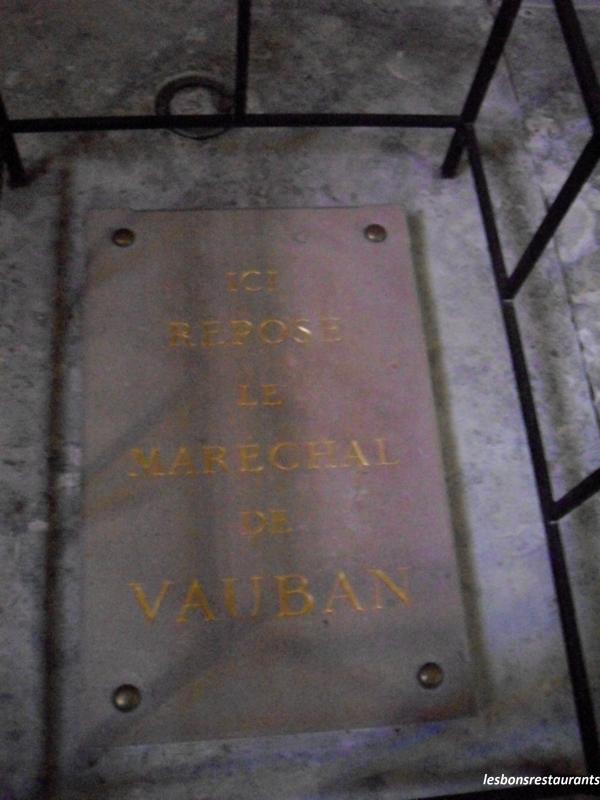 ICI
REPOSE
LE
MARECHAL
DE
VAUBAN
lesbonsrestaurants